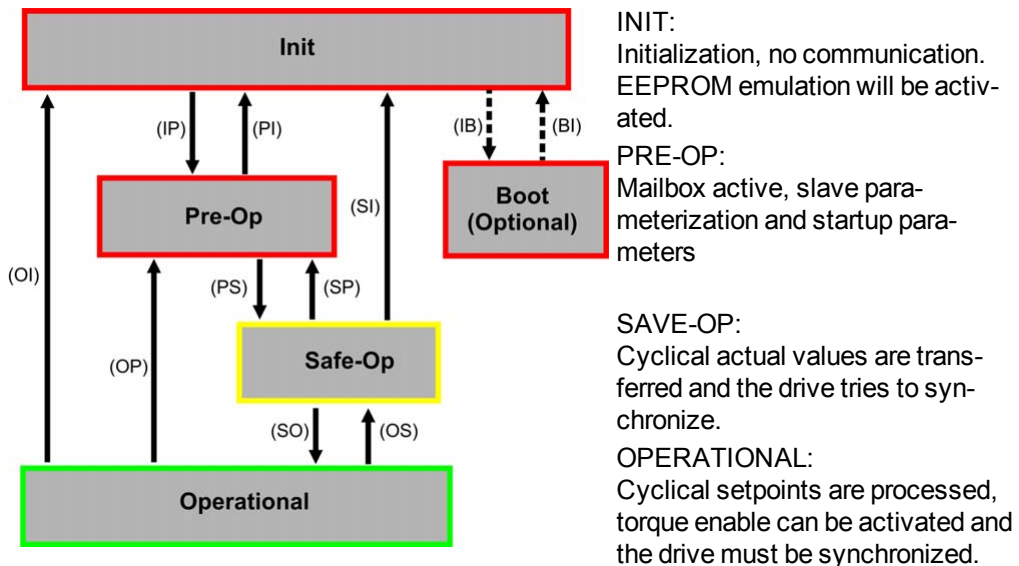 Init
(IP)
(PI)
(SI)
(IB)
(BI)
Pre-Op
Boot
(Optional)
(OI)
(PS)
(SP)
(OP)
Safe-Op
(SO)
(OS)
Operational
INIT:
Initialization, no communication.
EEPROM emulation will be activ-
ated.
PRE-OP:
Mailbox active, slave para-
meterization and startup para-
meters
SAVE-OP:
Cyclical actual values are trans-
ferred and the drive tries to syn-
chronize.
OPERATIONAL:
Cyclical setpoints are processed,
torque enable can be activated and
the drive must be synchronized.